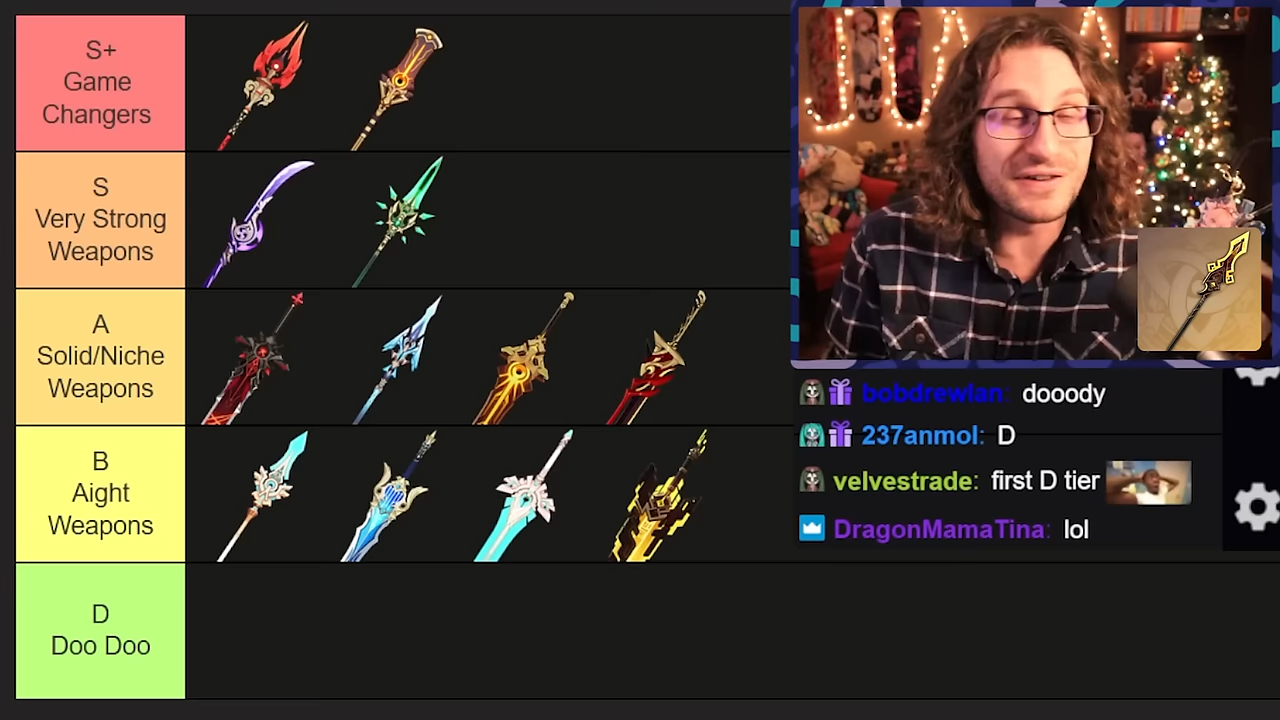 S+
Game
Changers
S
Very Strong
Weapons
A
Solid/Niche
Weapons
B
Aight
Weapons
D
Doo Doo
bobdrewlan: dooody
237anmol: D
velvestrade: first D tier
DragonMamaTina: lol